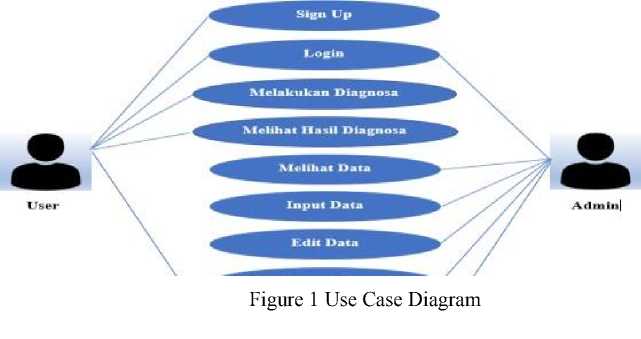 Sign Up
Login
Melakukan Diagnosa
Melihat Hasil Diagnosa
Melihat Data
Input Data
Edit Data
User
Admin
Figure 1 Use Case Diagram